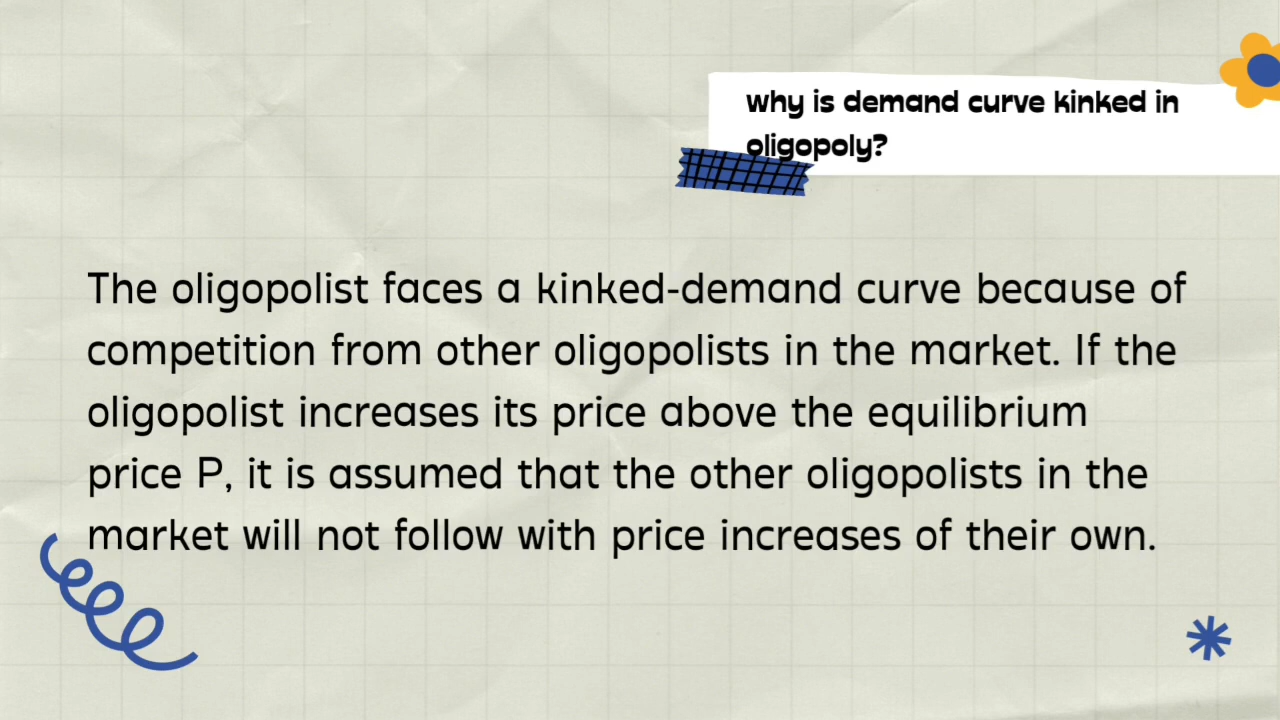 why is demand curve kinked in
oligopoly?
The oligopolist faces a kinked-demand curve because of
competition from other oligopolists in the market. If the
oligopolist increases its price above the equilibrium
price P, it is assumed that the other oligopolists in the
market will not follow with price increases of their own.